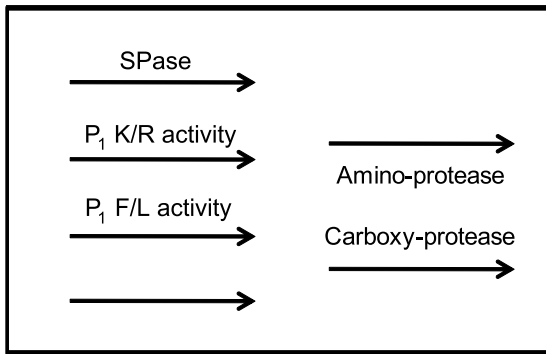 SPase
P₁ K/R activity
Amino-protease
P₁ F/L activity
Carboxy-protease